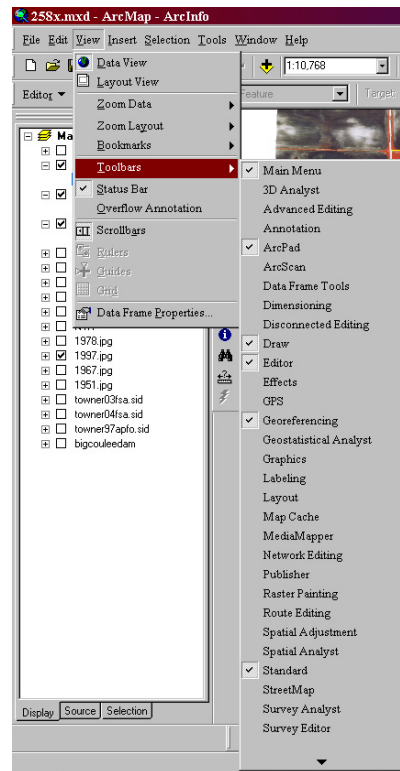 258x.mxd - ArcMap - ArcInfo
File Edit View Insert Selection Tools Window Help
Data View
1:10,768
Layout View
Editor
Feature
Target:
Zoom Data
Zoom Layout
Bookmarks
Ma
Toolbars
Status Bar
Overflow Annotation
Scrollbars
Rulers
Guides
Grid
Data Frame Properties...
1978.jpg
1997.jpg
1967.jpg
1951.jpg
towner03fsa.sid
towner04fsa.sid
towner97apfo.sid
bigcouleedam
Main Menu
3D Analyst
Advanced Editing
Annotation
ArcPad
ArcScan
Data Frame Tools
Dimensioning
Disconnected Editing
Draw
Editor
Effects
GPS
Georeferencing
Geostatistical Analyst
Graphics
Labeling
Layout
Map Cache
MediaMapper
Network Editing
Publisher
Raster Painting
Route Editing
Spatial Adjustment
Spatial Analyst
Standard
StreetMap
Survey Analyst
Survey Editor
Display Source Selection